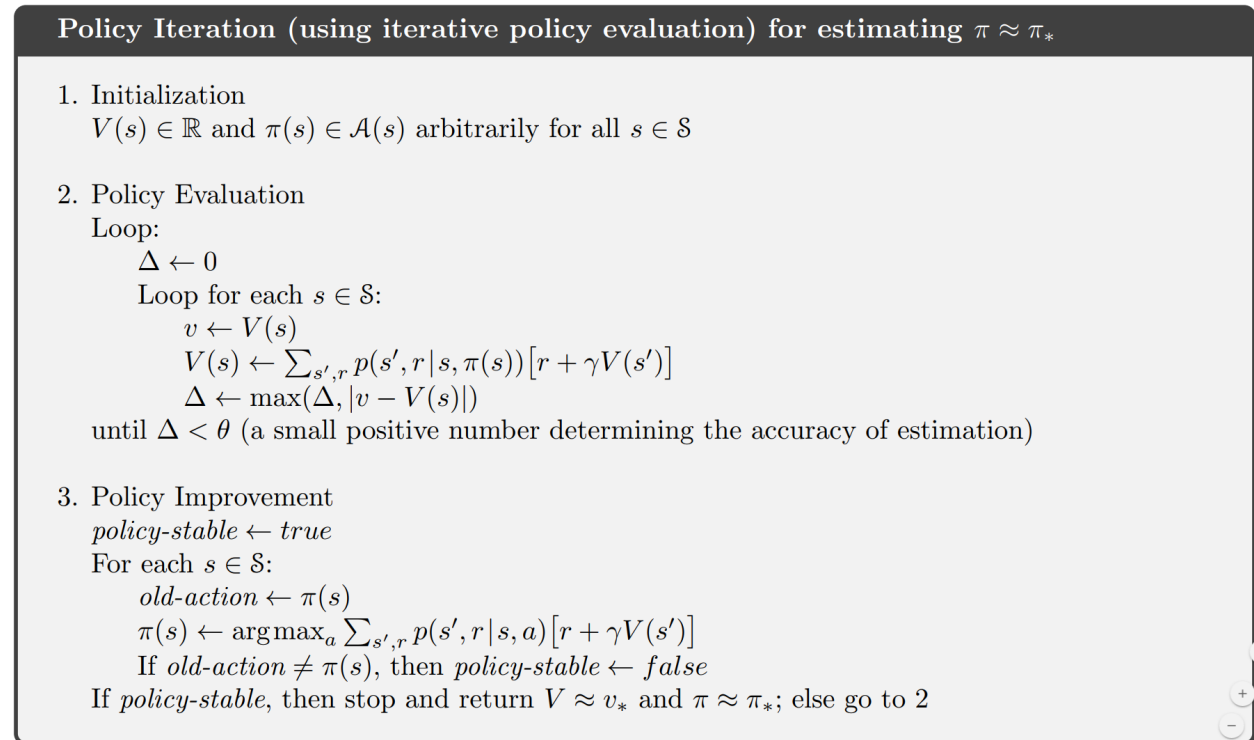 Policy Iteration (using iterative policy evaluation) for estimating π ≈ π*
1. Initialization
V(s) ∈ ℝ and π(s) ∈ 𝒜(s) arbitrarily for all s ∈ 𝒮
2. Policy Evaluation
Loop:
Δ ← 0
Loop for each s ∈ 𝒮:
v ← V(s)
V(s) ← ∑_{s',r} p(s',r|s,π(s))[r + γV(s')]
Δ ← max(Δ, |v − V(s)|)
until Δ < θ (a small positive number determining the accuracy of estimation)
3. Policy Improvement
policy-stable ← true
For each s ∈ 𝒮:
old-action ← π(s)
π(s) ← argmax_a ∑_{s',r} p(s',r|s,a)[r + γV(s')]
If old-action ≠ π(s), then policy-stable ← false
If policy-stable, then stop and return V ≈ v* and π ≈ π*; else go to 2
+
−